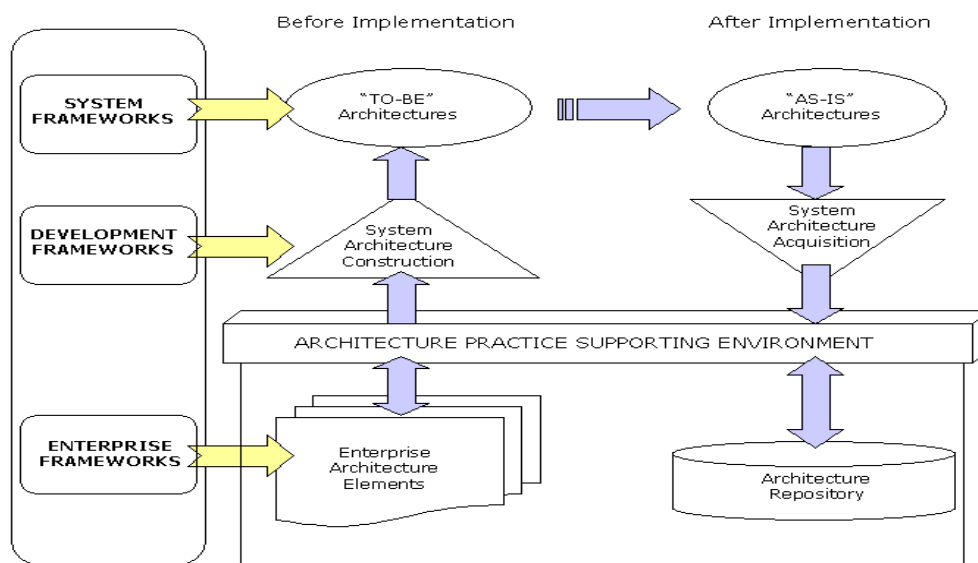 Before Implementation
After Implementation
SYSTEM
FRAMEWORKS
"TO-BE"
Architectures
"AS-IS"
Architectures
DEVELOPMENT
FRAMEWORKS
System
Architecture
Construction
System
Architecture
Acquisition
ARCHITECTURE PRACTICE SUPPORTING ENVIRONMENT
ENTERPRISE
FRAMEWORKS
Enterprise
Architecture
Elements
Architecture
Repository